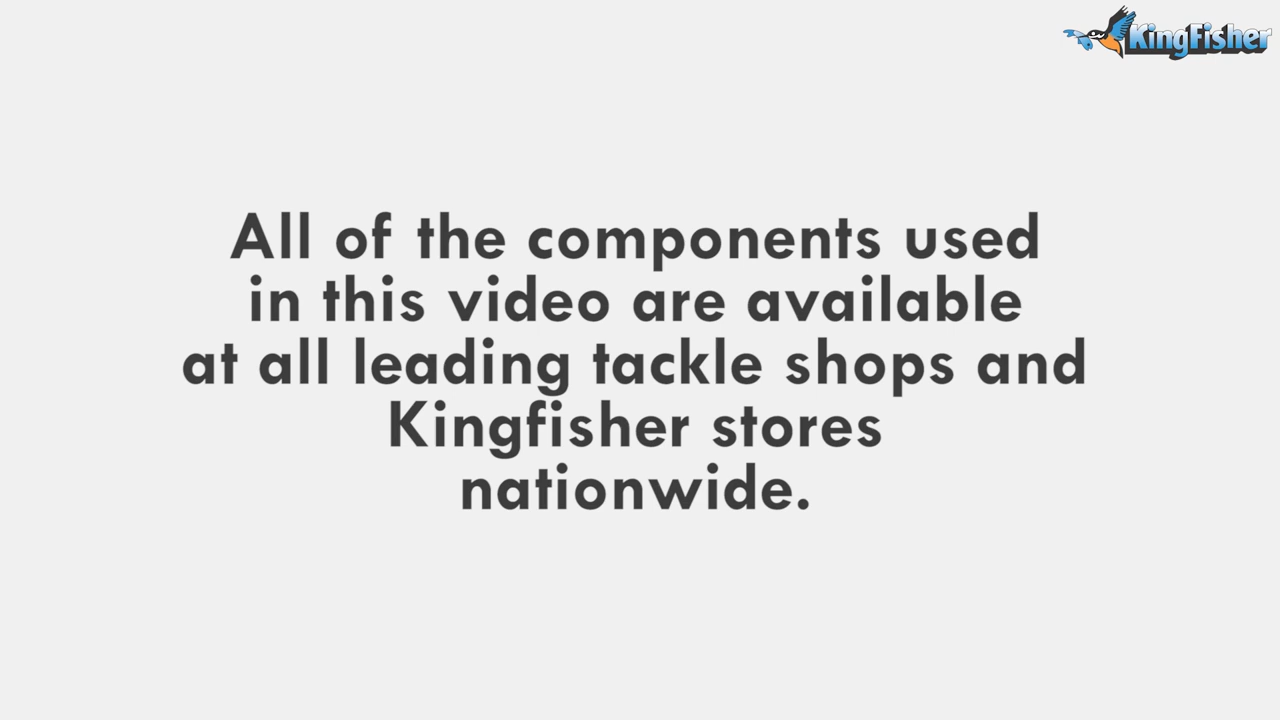 KingFisher
All of the components used
in this video are available
at all leading tackle shops and
Kingfisher stores
nationwide.